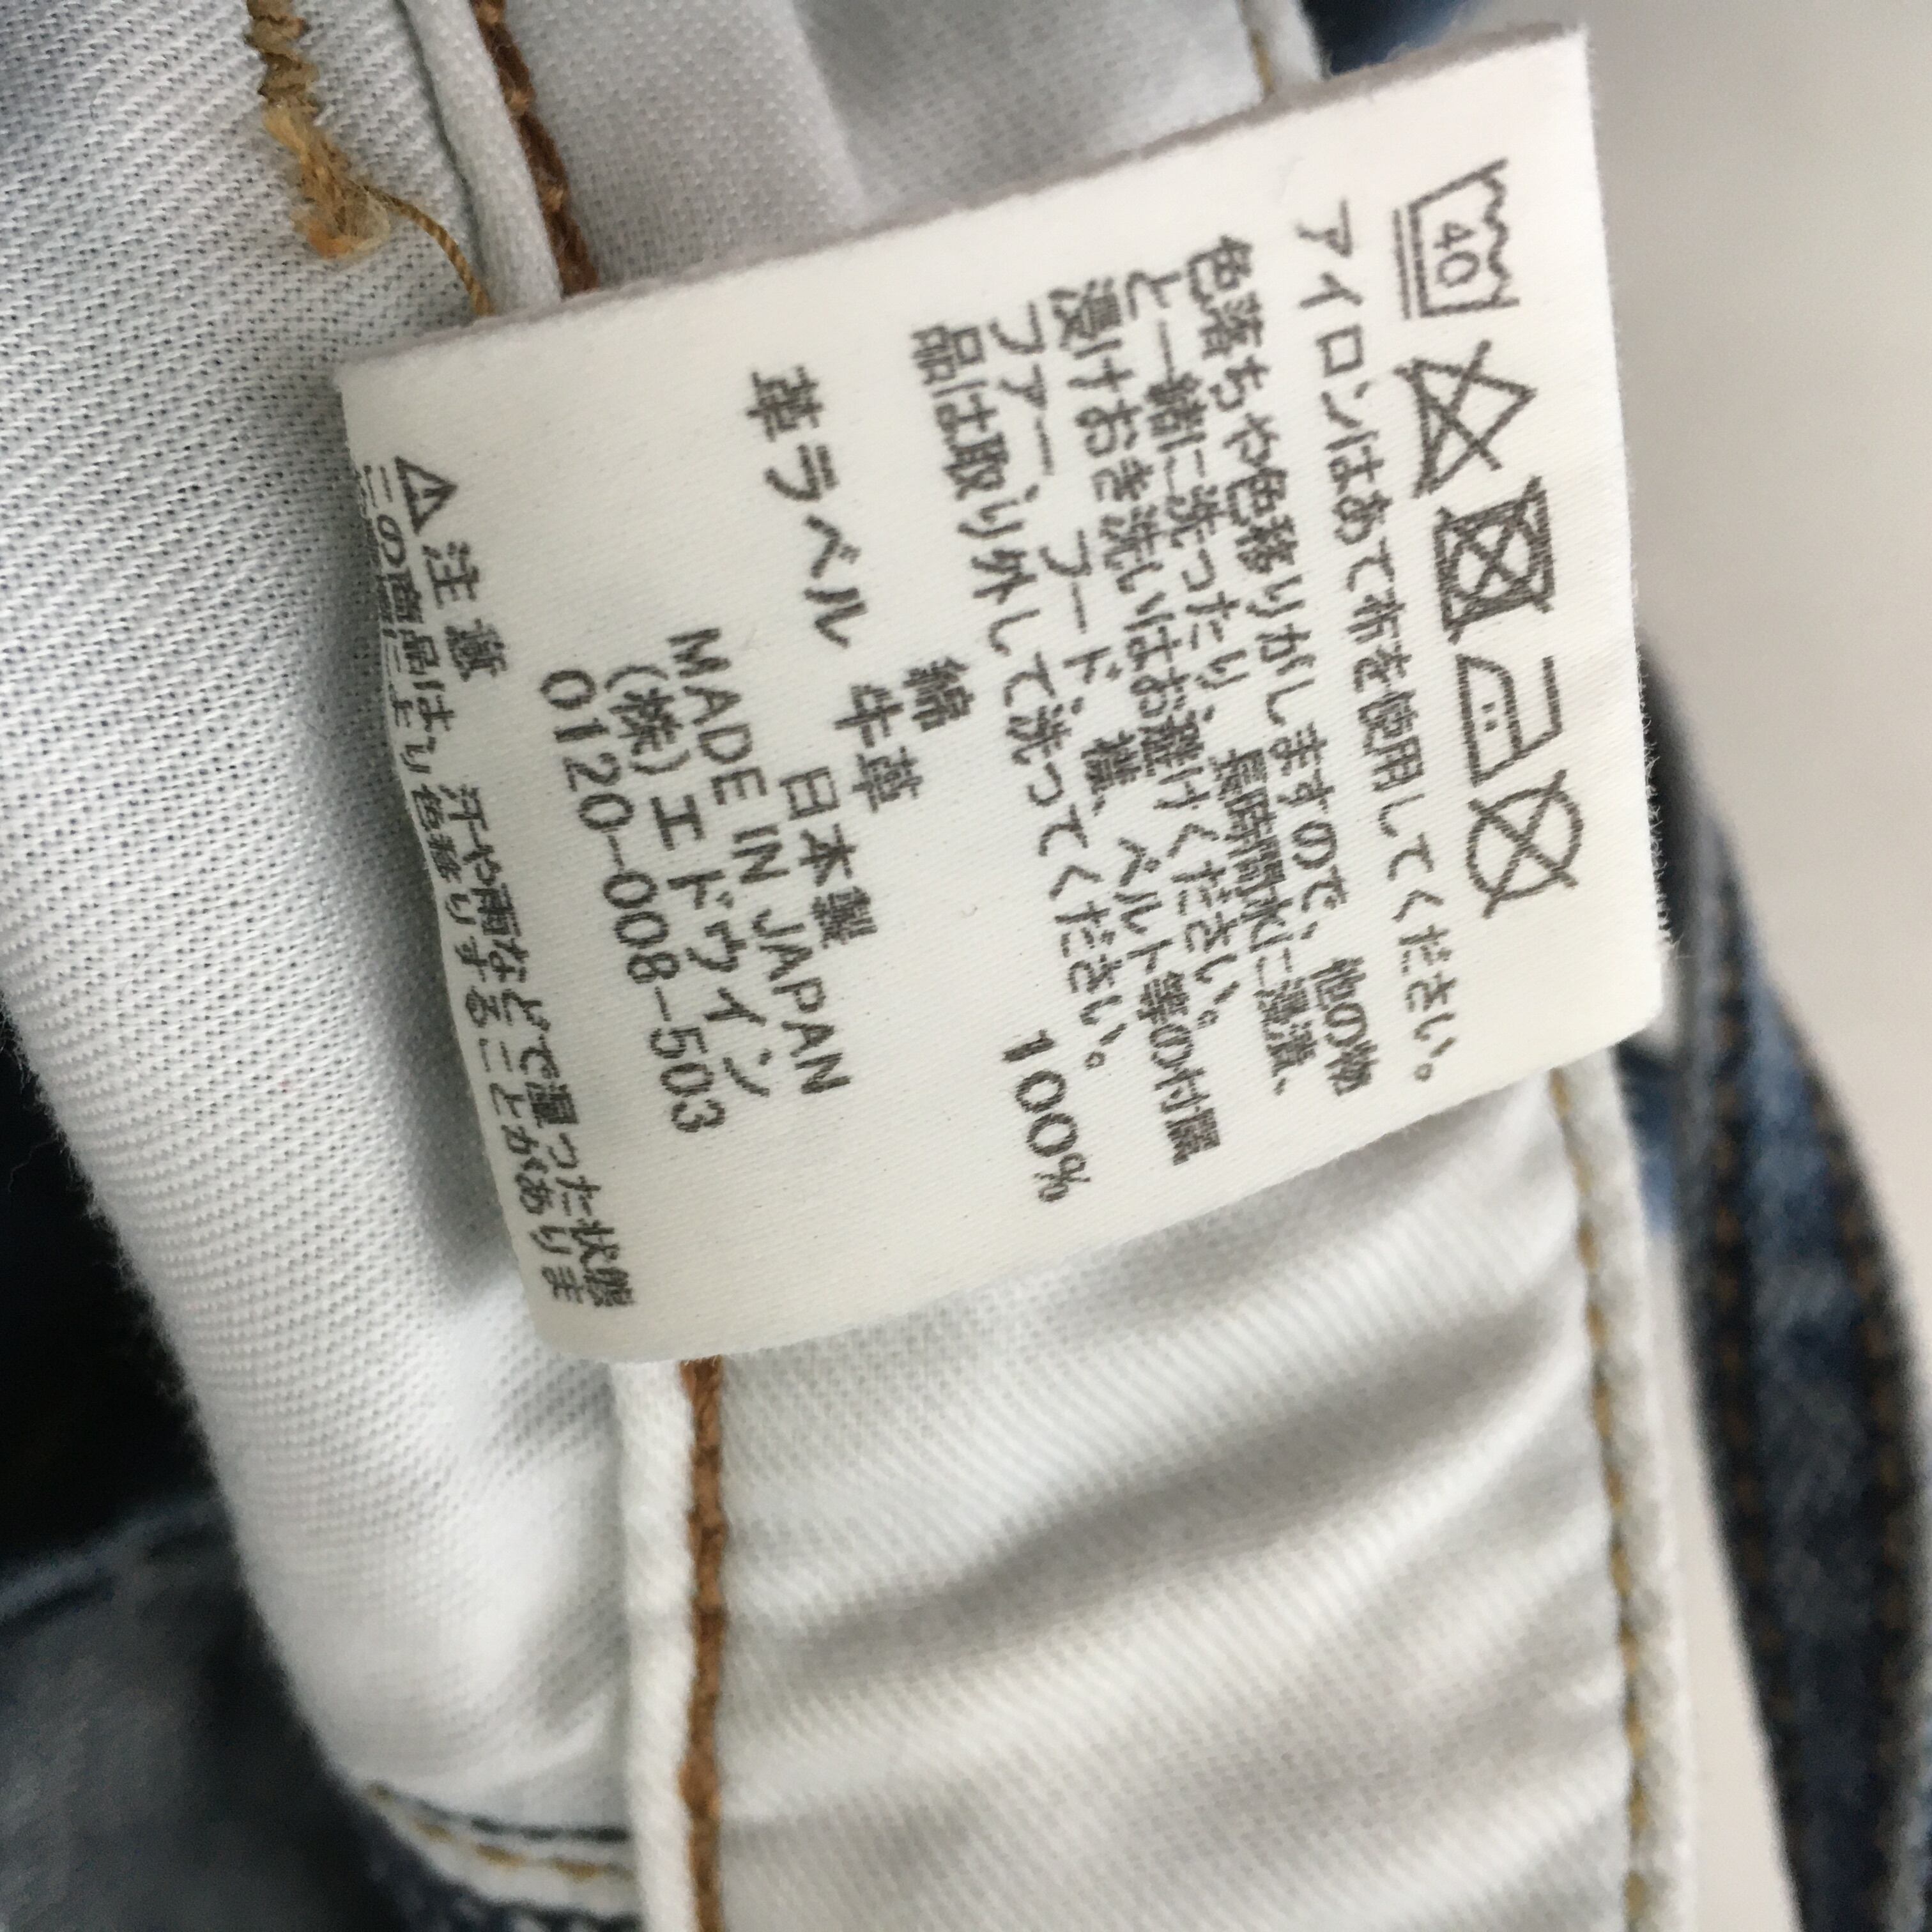 40
アイロンはあて布を使用してください。
色落ちや色移りがしますので、他の物
と一緒に洗ったり、長時間水に浸漬、
漬けおき洗いはお避けください。
ファー、フード、襟、ベルト等の付属
品は取り外して洗ってください。
綿 100%
革ラベル 牛革
日本製
MADE IN JAPAN
(株)エドウイン
0120-008-503
⚠注意
この商品は、汗や雨などで湿った状態
により色移りすることがありま